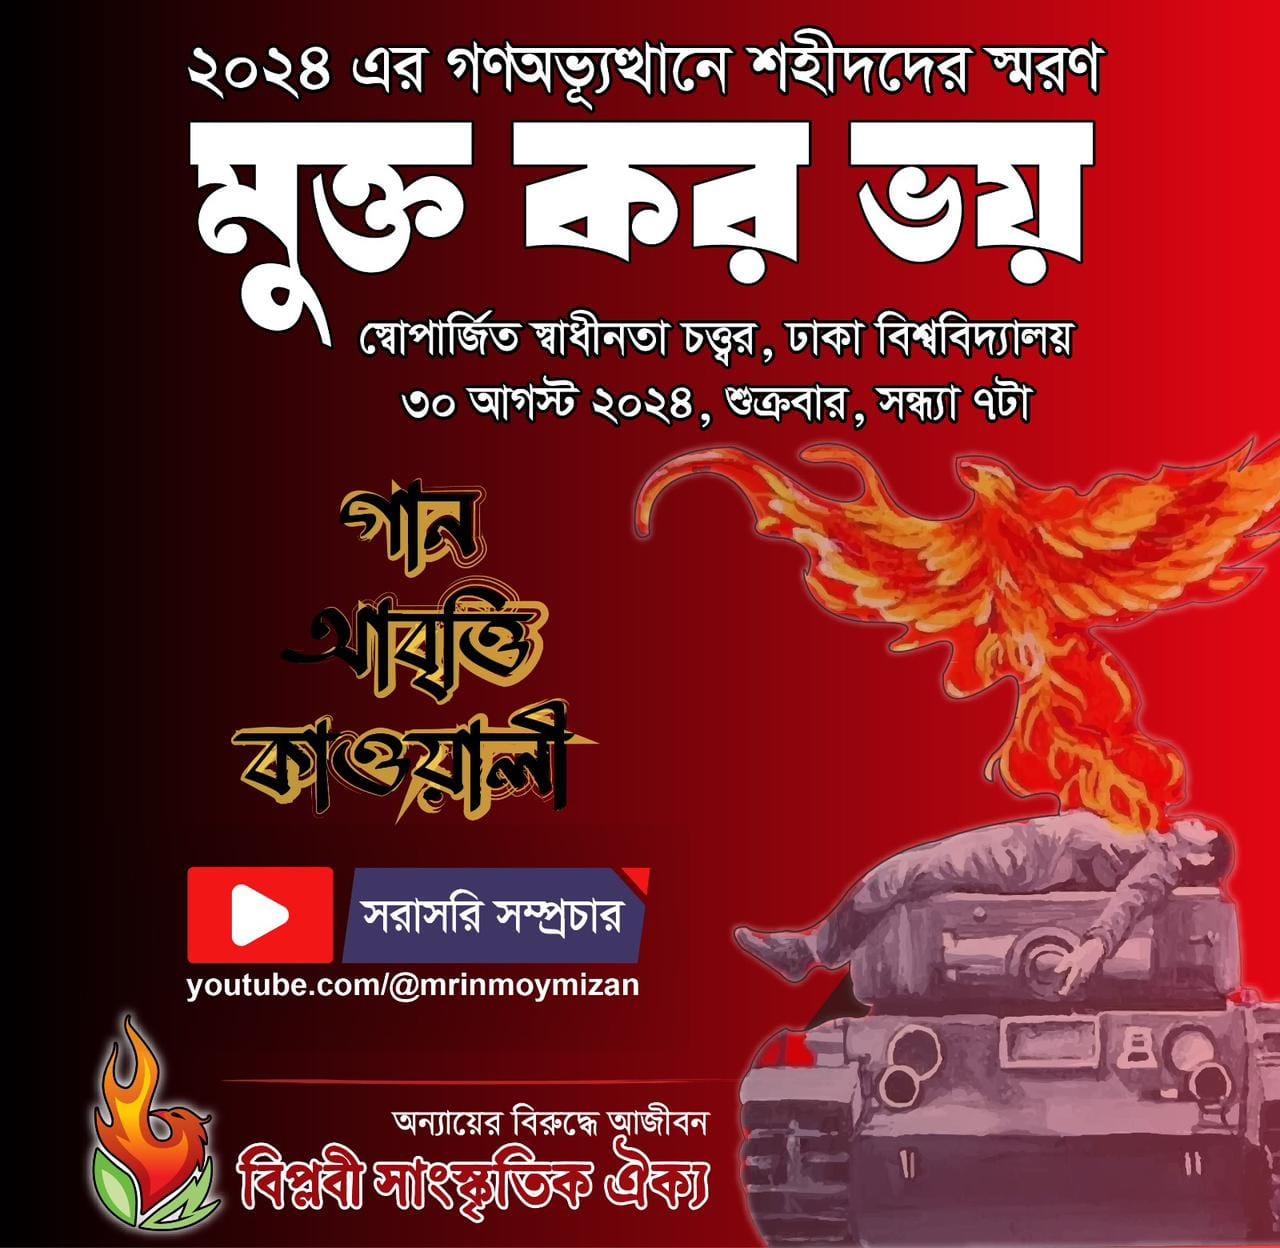 ২০২৪ এর গণঅভ্যূত্থানে শহীদদের স্মরণ
মুক্ত কর ভয়
স্বোপার্জিত স্বাধীনতা চত্ত্বর, ঢাকা বিশ্ববিদ্যালয়
৩০ আগস্ট ২০২৪, শুক্রবার, সন্ধ্যা ৭টা
গান
আবৃত্তি
কাওয়ালী
সরাসরি সম্প্রচার
youtube.com/@mrinmoymizan
অন্যায়ের বিরুদ্ধে আজীবন
বিপ্লবী সাংস্কৃতিক ঐক্য